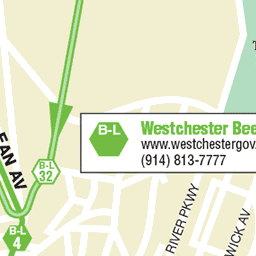 B-L
Westchester Bee
www.westchestergov.
(914) 813-7777
EAN AV
B-L
32
B-L
4
RIVER PKWY
WICK AV